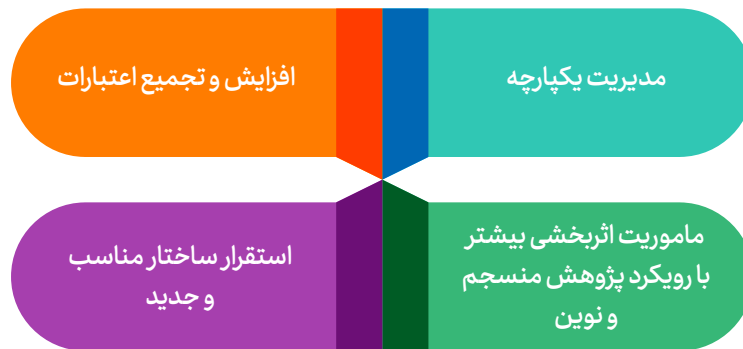 مدیریت یکپارچه
افزایش و تجمیع اعتبارات
ماموریت اثربخشی بیشتر
با رویکرد پژوهش منسجم
و نوین
استقرار ساختار مناسب
و جدید